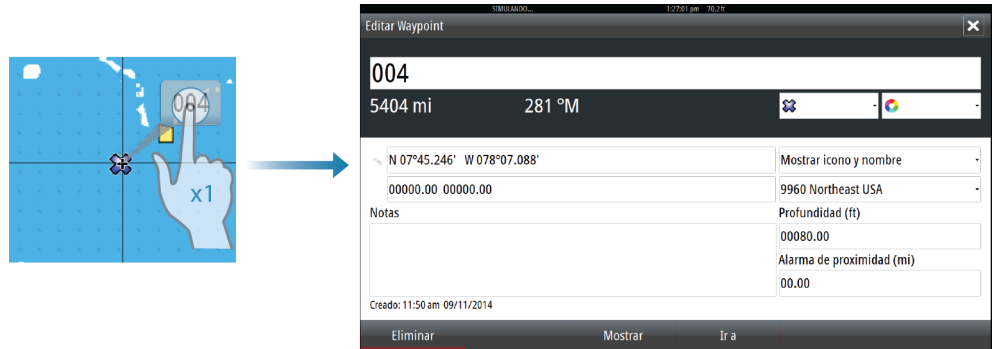 SIMULANDO... 1:27:01 pm 70.2 ft
Editar Waypoint
004
004
5404 mi 281 °M
x1
N 07°45.246' W 078°07.088' Mostrar icono y nombre
00000.00 00000.00 9960 Northeast USA
Notas Profundidad (ft)
00080.00
Alarma de proximidad (mi)
00.00
Creado: 11:50 am 09/11/2014
Eliminar Mostrar Ir a